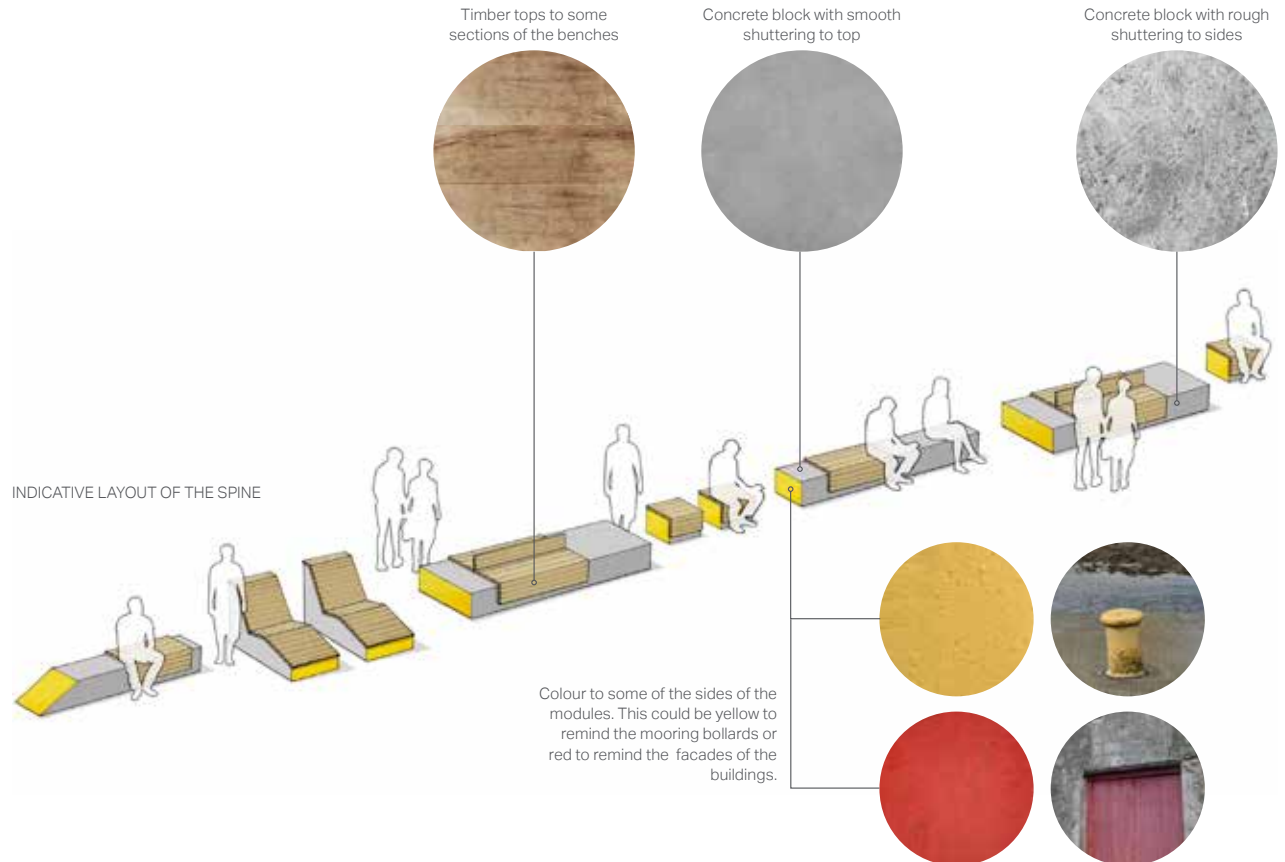 Timber tops to some
sections of the benches
Concrete block with smooth
shuttering to top
Concrete block with rough
shuttering to sides
INDICATIVE LAYOUT OF THE SPINE
Colour to some of the sides of the
modules. This could be yellow to
remind the mooring bollards or
red to remind the facades of the
buildings.